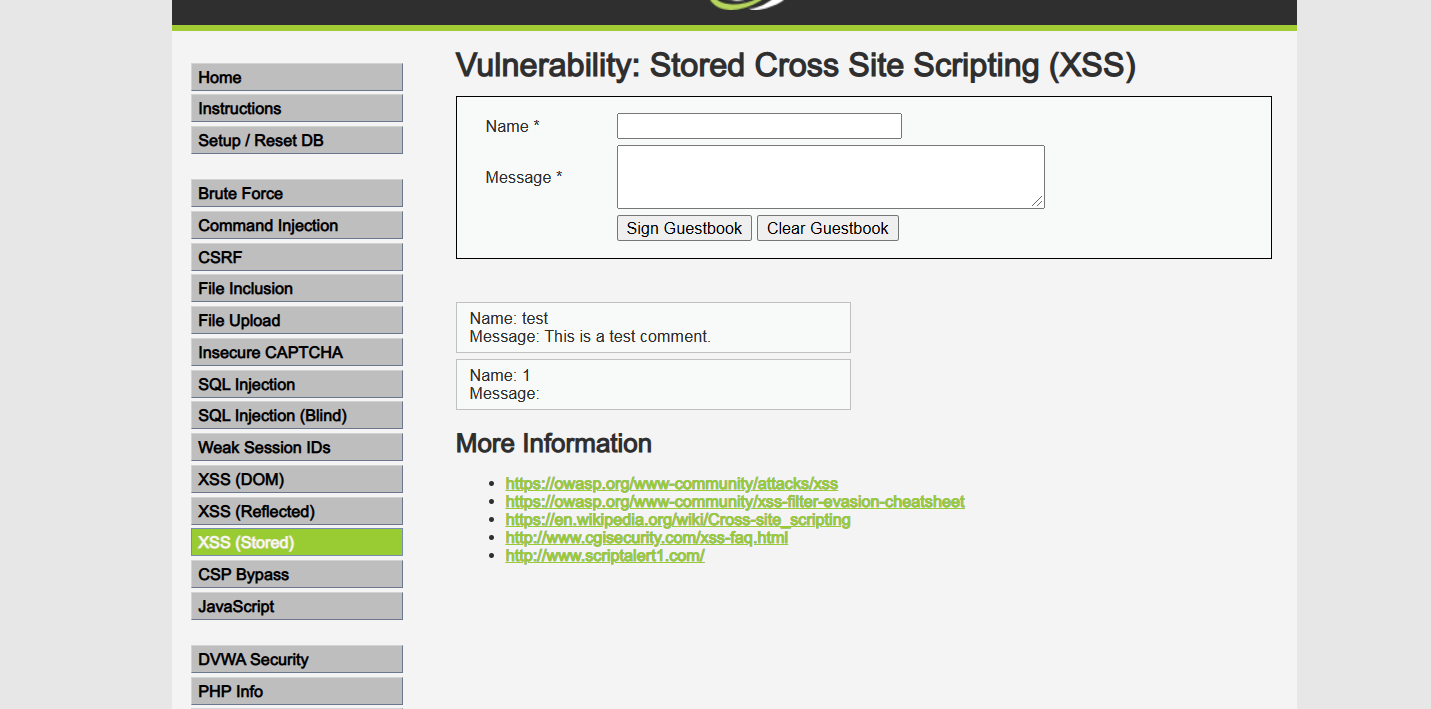 Home
Instructions
Setup / Reset DB
Brute Force
Command Injection
CSRF
File Inclusion
File Upload
Insecure CAPTCHA
SQL Injection
SQL Injection (Blind)
Weak Session IDs
XSS (DOM)
XSS (Reflected)
XSS (Stored)
CSP Bypass
JavaScript
DVWA Security
PHP Info
Vulnerability: Stored Cross Site Scripting (XSS)
Name *
Message *
Sign Guestbook Clear Guestbook
Name: test
Message: This is a test comment.
Name: 1
Message:
More Information
https://owasp.org/www-community/attacks/xss
https://owasp.org/www-community/xss-filter-evasion-cheatsheet
https://en.wikipedia.org/wiki/Cross-site_scripting
http://www.cgisecurity.com/xss-faq.html
http://www.scriptalert1.com/